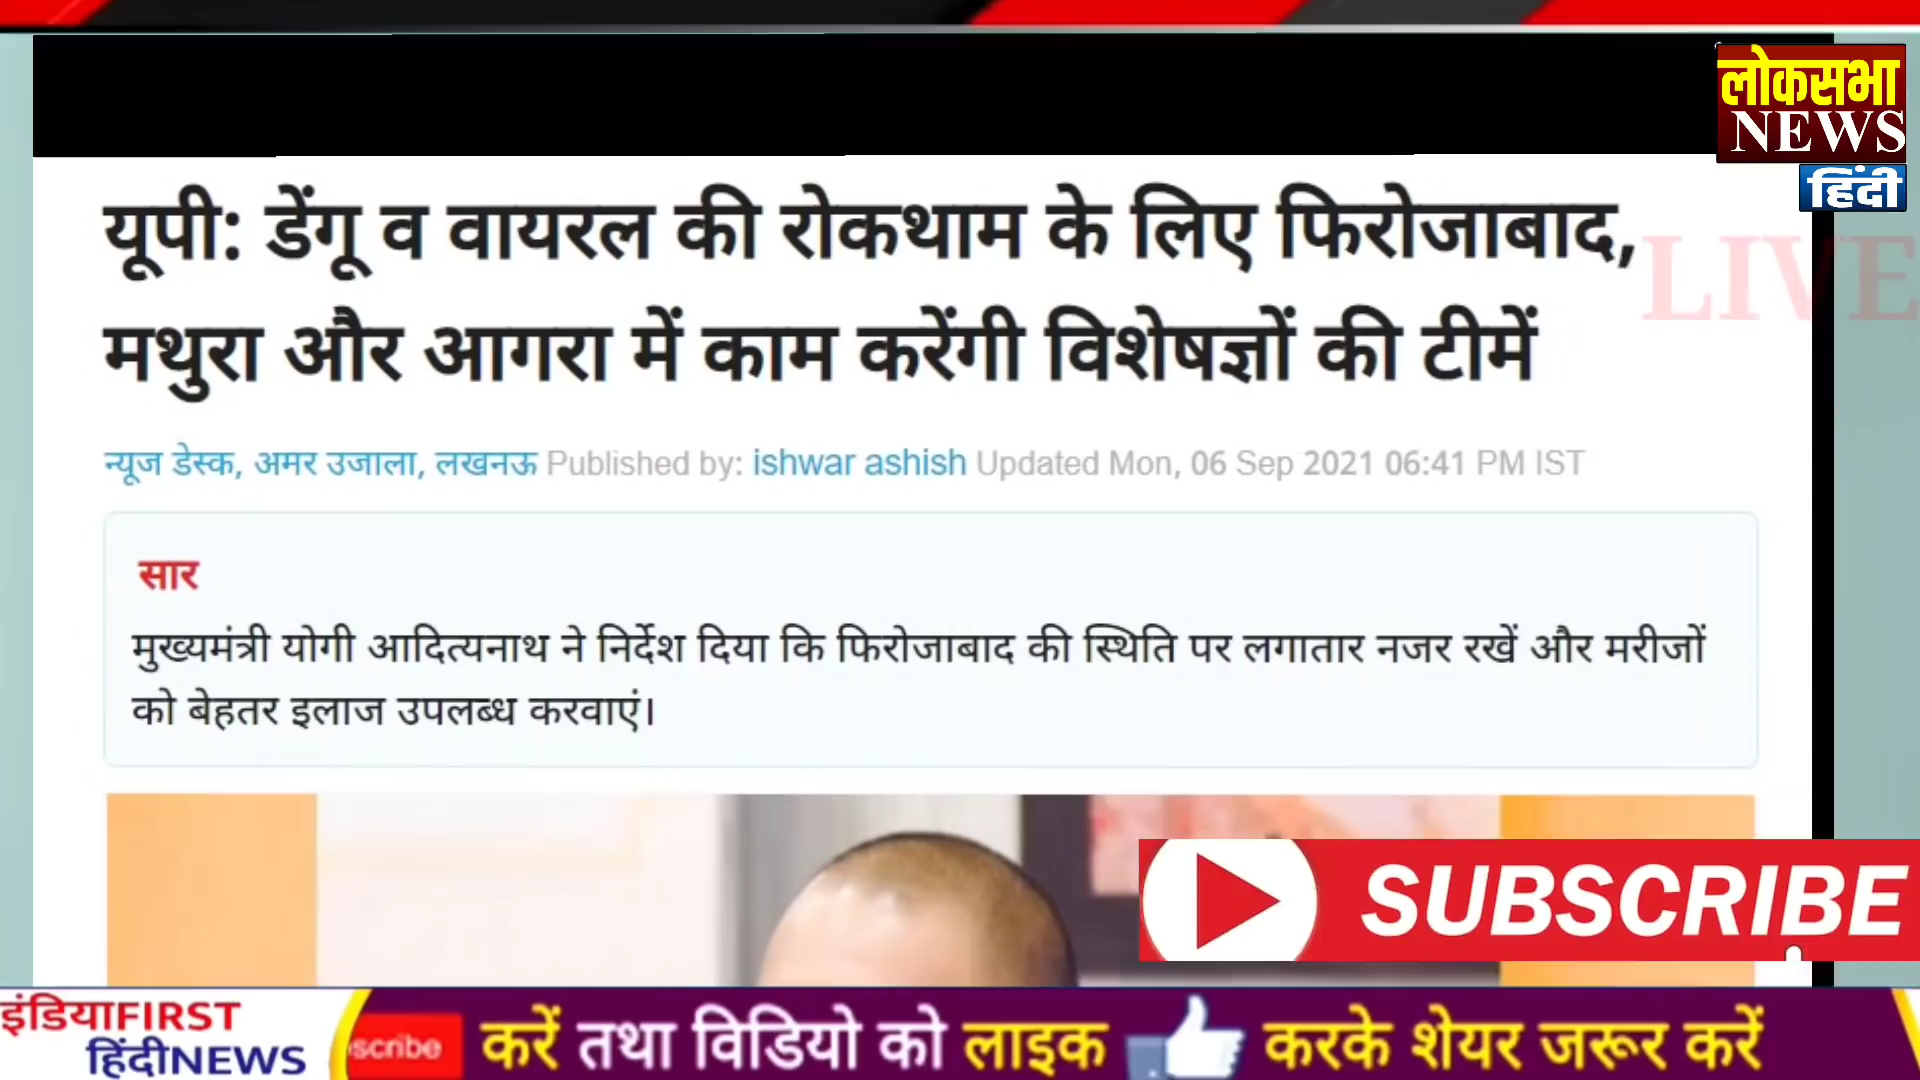 लोकसभा
NEWS
हिंदी
LIVE
यूपी: डेंगू व वायरल की रोकथाम के लिए फिरोजाबाद,
मथुरा और आगरा में काम करेंगी विशेषज्ञों की टीमें
न्यूज डेस्क, अमर उजाला, लखनऊ Published by: ishwar ashish Updated Mon, 06 Sep 2021 06:41 PM IST
सार
मुख्यमंत्री योगी आदित्यनाथ ने निर्देश दिया कि फिरोजाबाद की स्थिति पर लगातार नजर रखें और मरीजों
को बेहतर इलाज उपलब्ध करवाएं।
SUBSCRIBE
इंडियाFIRST
हिंदीNEWS
scribe करें तथा विडियो को लाइक करके शेयर जरूर करें